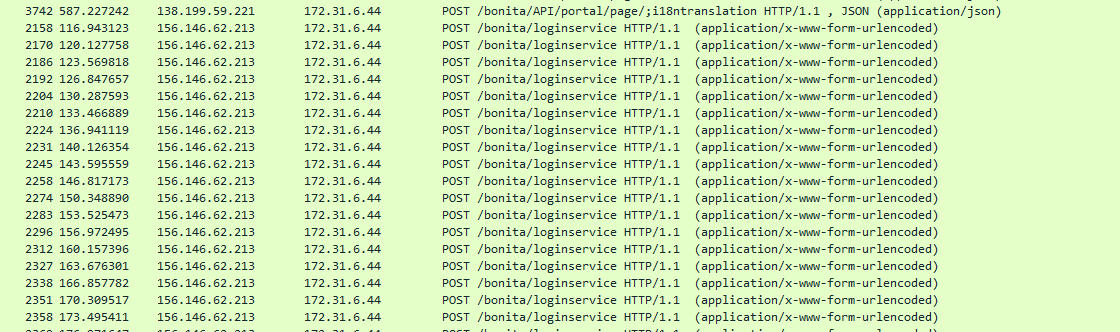 3742 587.227242 138.199.59.221 172.31.6.44 POST /bonita/API/portal/page/;i18ntranslation HTTP/1.1 , JSON (application/json)
2158 116.943123 156.146.62.213 172.31.6.44 POST /bonita/loginservice HTTP/1.1 (application/x-www-form-urlencoded)
2170 120.127758 156.146.62.213 172.31.6.44 POST /bonita/loginservice HTTP/1.1 (application/x-www-form-urlencoded)
2186 123.569818 156.146.62.213 172.31.6.44 POST /bonita/loginservice HTTP/1.1 (application/x-www-form-urlencoded)
2192 126.847657 156.146.62.213 172.31.6.44 POST /bonita/loginservice HTTP/1.1 (application/x-www-form-urlencoded)
2204 130.287593 156.146.62.213 172.31.6.44 POST /bonita/loginservice HTTP/1.1 (application/x-www-form-urlencoded)
2210 133.466889 156.146.62.213 172.31.6.44 POST /bonita/loginservice HTTP/1.1 (application/x-www-form-urlencoded)
2224 136.941119 156.146.62.213 172.31.6.44 POST /bonita/loginservice HTTP/1.1 (application/x-www-form-urlencoded)
2231 140.126354 156.146.62.213 172.31.6.44 POST /bonita/loginservice HTTP/1.1 (application/x-www-form-urlencoded)
2245 143.595559 156.146.62.213 172.31.6.44 POST /bonita/loginservice HTTP/1.1 (application/x-www-form-urlencoded)
2258 146.817173 156.146.62.213 172.31.6.44 POST /bonita/loginservice HTTP/1.1 (application/x-www-form-urlencoded)
2274 150.348890 156.146.62.213 172.31.6.44 POST /bonita/loginservice HTTP/1.1 (application/x-www-form-urlencoded)
2283 153.525473 156.146.62.213 172.31.6.44 POST /bonita/loginservice HTTP/1.1 (application/x-www-form-urlencoded)
2296 156.972495 156.146.62.213 172.31.6.44 POST /bonita/loginservice HTTP/1.1 (application/x-www-form-urlencoded)
2312 160.157396 156.146.62.213 172.31.6.44 POST /bonita/loginservice HTTP/1.1 (application/x-www-form-urlencoded)
2327 163.676301 156.146.62.213 172.31.6.44 POST /bonita/loginservice HTTP/1.1 (application/x-www-form-urlencoded)
2338 166.857782 156.146.62.213 172.31.6.44 POST /bonita/loginservice HTTP/1.1 (application/x-www-form-urlencoded)
2351 170.309517 156.146.62.213 172.31.6.44 POST /bonita/loginservice HTTP/1.1 (application/x-www-form-urlencoded)
2358 173.495411 156.146.62.213 172.31.6.44 POST /bonita/loginservice HTTP/1.1 (application/x-www-form-urlencoded)